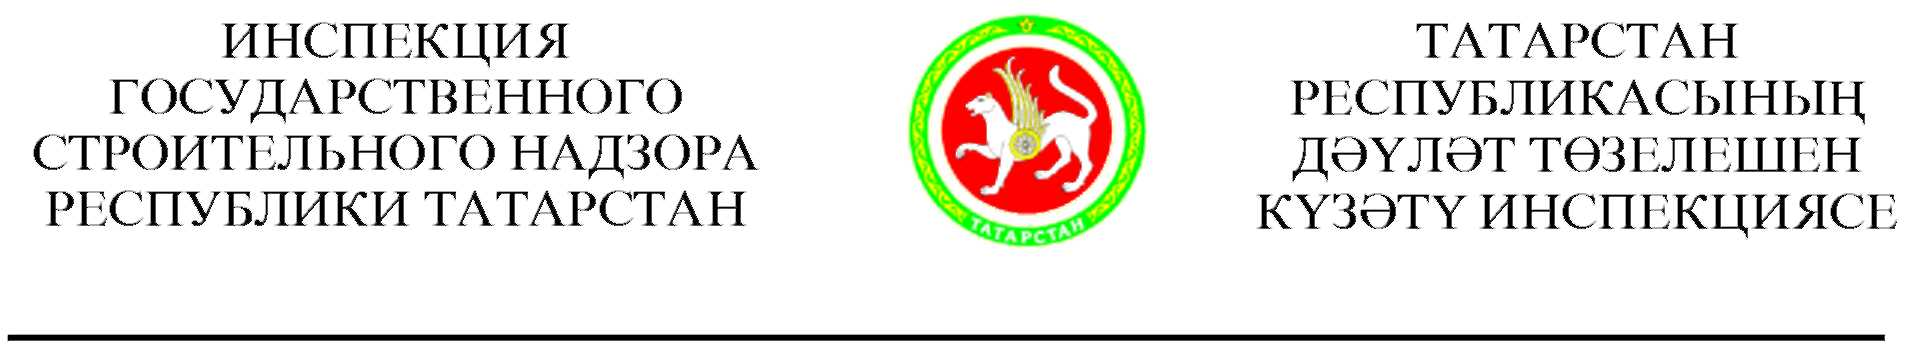 ИНСПЕКЦИЯ
ГОСУДАРСТВЕННОГО
СТРОИТЕЛЬНОГО НАДЗОРА
РЕСПУБЛИКИ ТАТАРСТАН
ТАТАРСТАН
ТАТАРСТАН
РЕСПУБЛИКАСЫНЫҢ
ДӘҮЛӘТ ТӨЗЕЛЕШЕН
КҮЗӘТҮ ИНСПЕКЦИЯСЕ